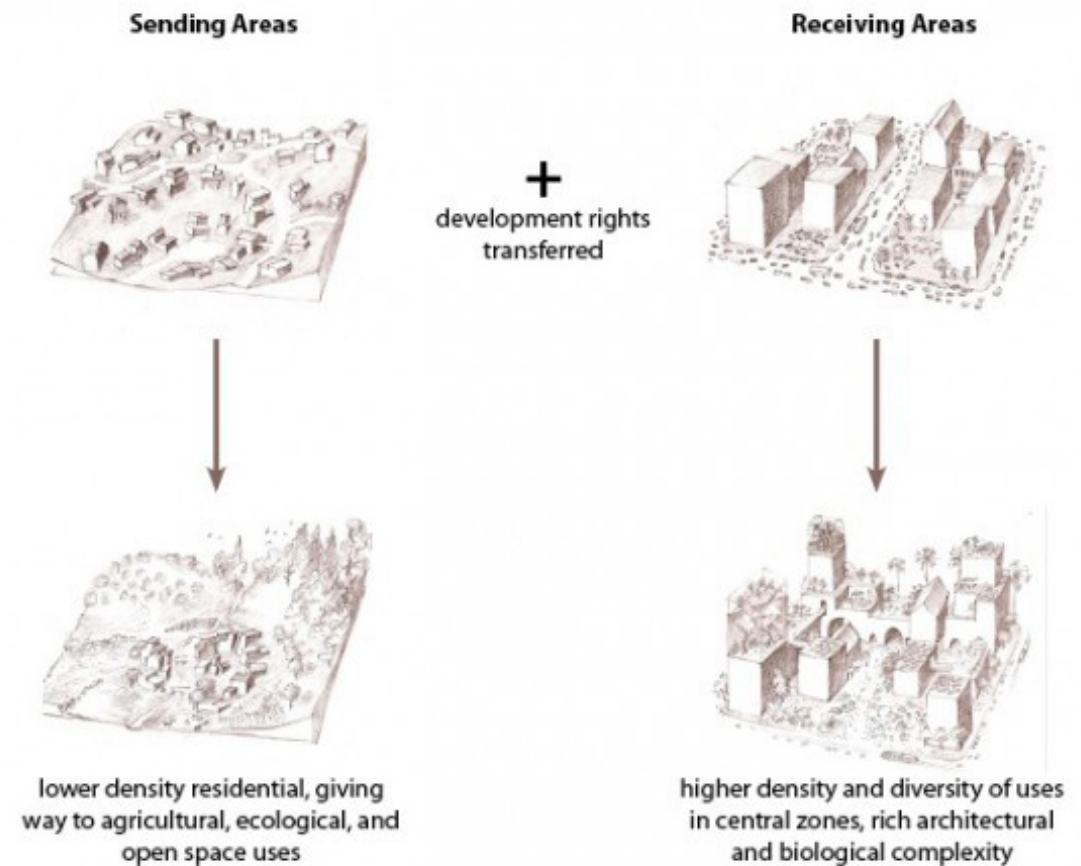 Sending Areas
Receiving Areas
+
development rights
transferred
lower density residential, giving
way to agricultural, ecological, and
open space uses
higher density and diversity of uses
in central zones, rich architectural
and biological complexity